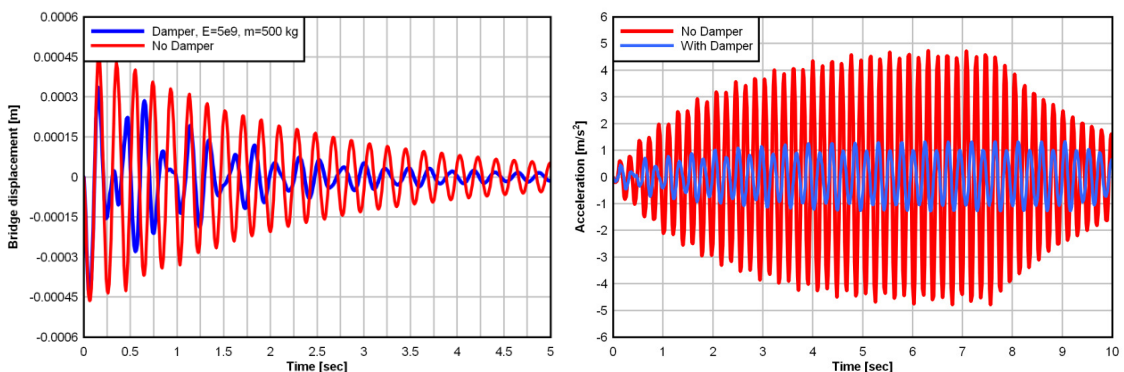 Damper, E=5e9, m=500 kg
No Damper
0.0006
0.00045
0.0003
0.00015
0
-0.00015
-0.0003
-0.00045
-0.0006
Bridge displacement [m]
0 0.5 1 1.5 2 2.5 3 3.5 4 4.5 5
Time [sec]
No Damper
With Damper
6
5
4
3
2
1
0
-1
-2
-3
-4
-5
-6
Acceleration [m/s²]
0 1 2 3 4 5 6 7 8 9 10
Time [sec]